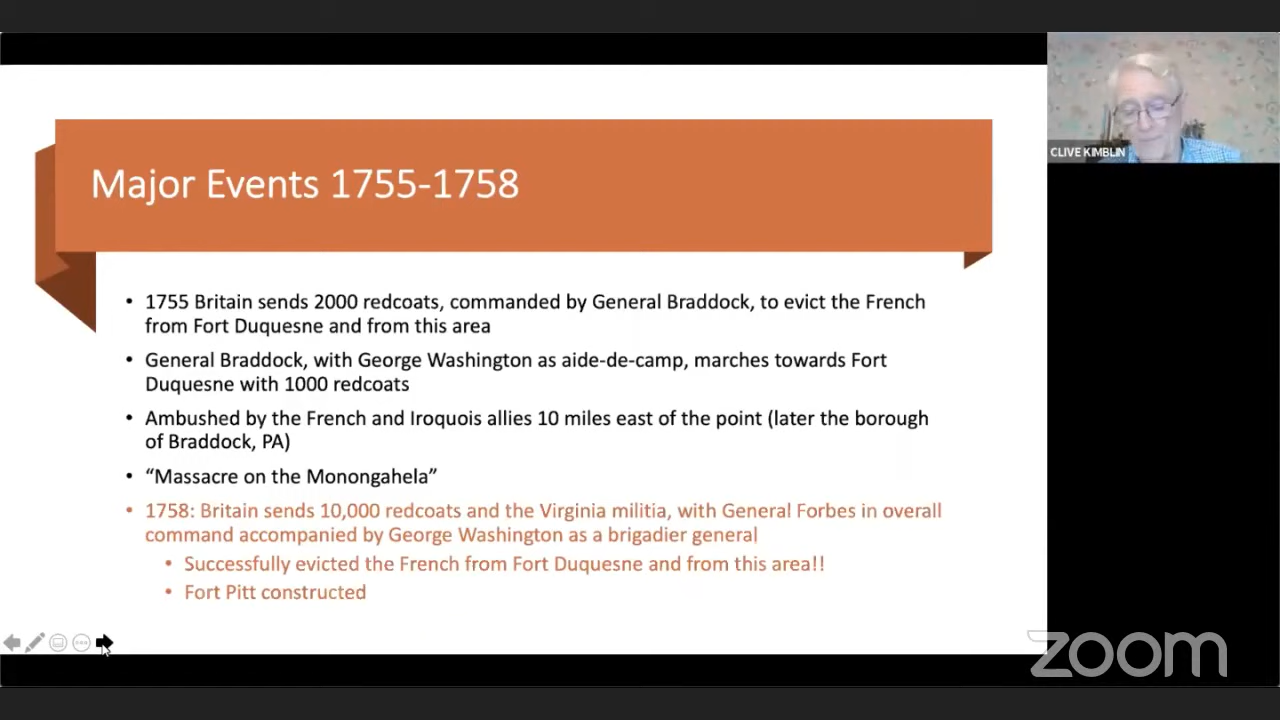 Major Events 1755-1758
• 1755 Britain sends 2000 redcoats, commanded by General Braddock, to evict the French
from Fort Duquesne and from this area
• General Braddock, with George Washington as aide-de-camp, marches towards Fort
Duquesne with 1000 redcoats
• Ambushed by the French and Iroquois allies 10 miles east of the point (later the borough
of Braddock, PA)
• “Massacre on the Monongahela”
• 1758: Britain sends 10,000 redcoats and the Virginia militia, with General Forbes in overall
command accompanied by George Washington as a brigadier general
• Successfully evicted the French from Fort Duquesne and from this area!!
• Fort Pitt constructed
CLIVE KIMBLIN
zoom